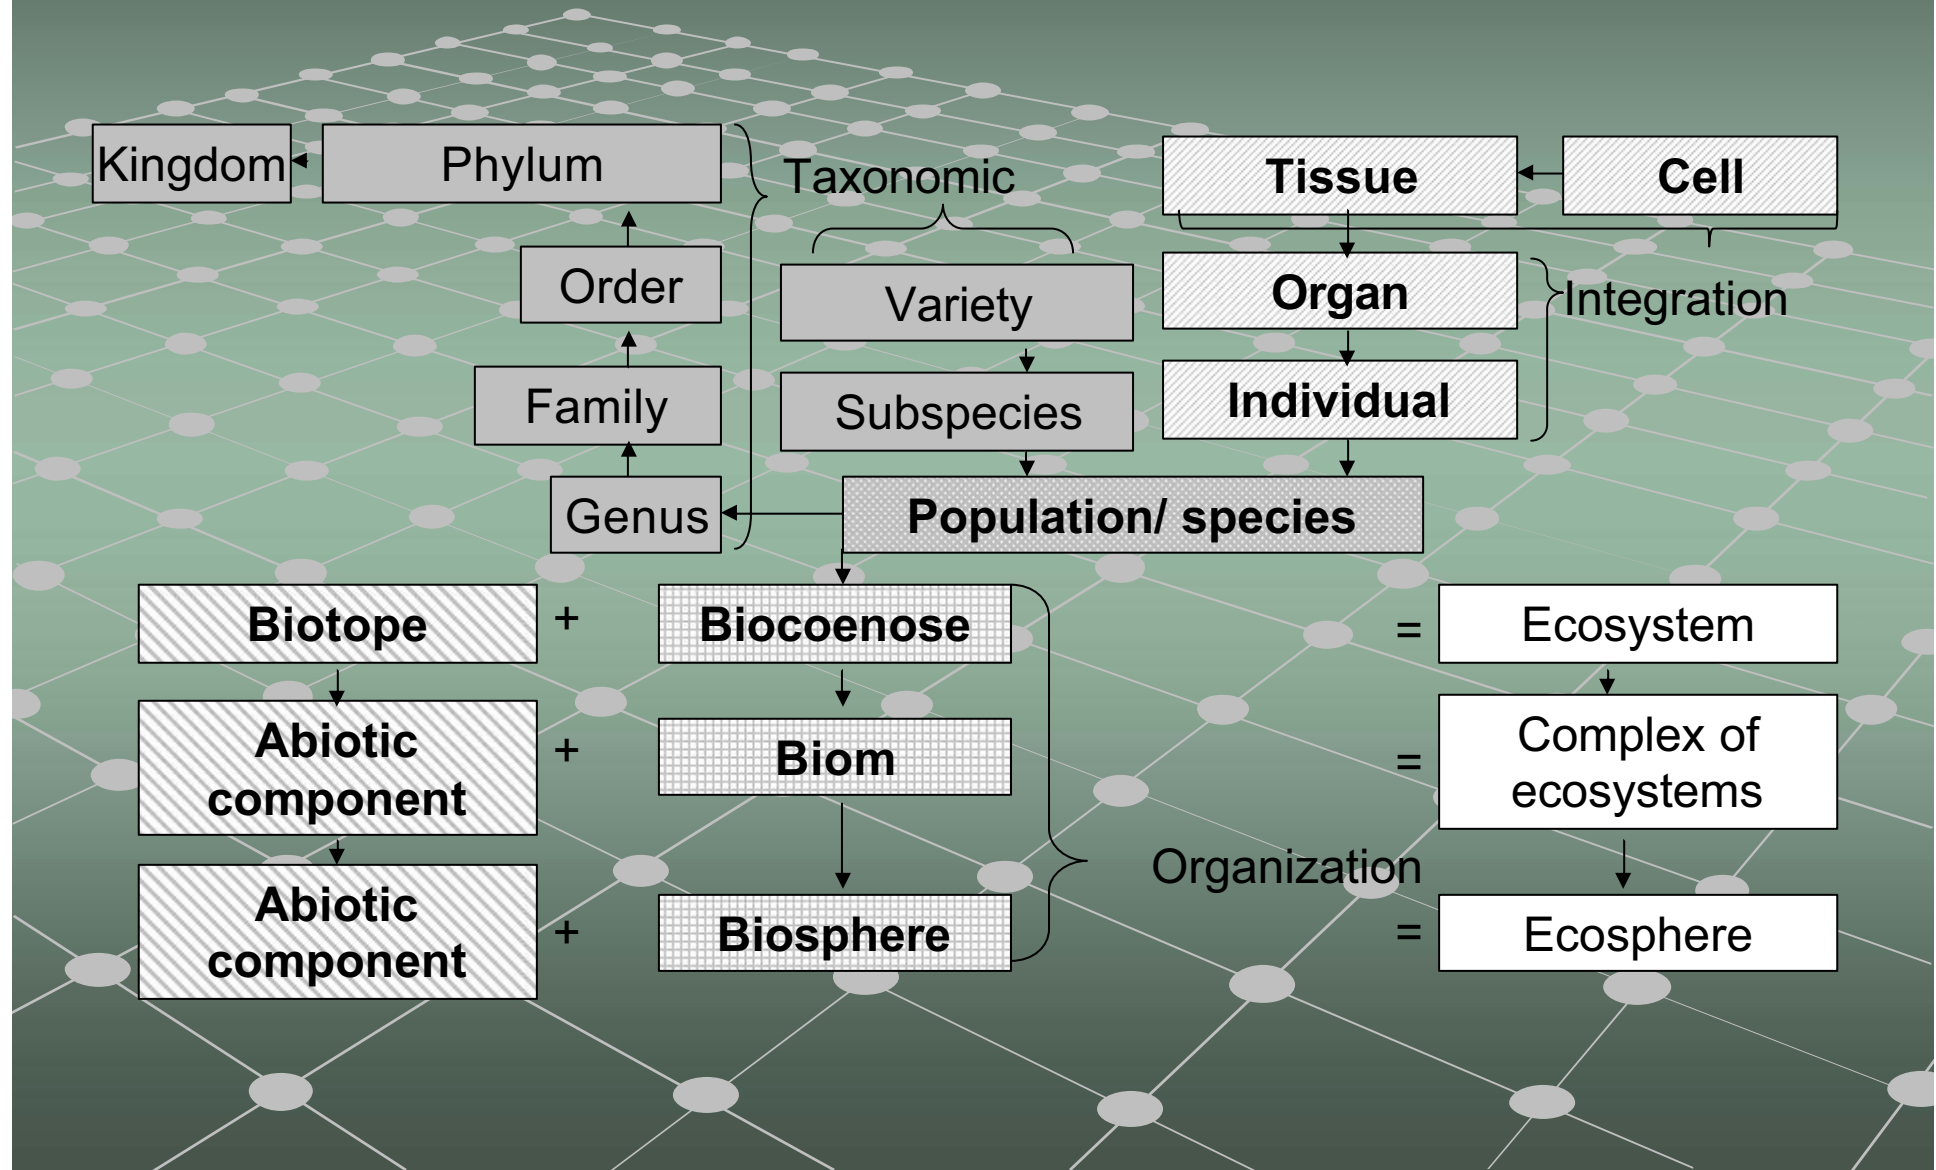 Kingdom
Phylum
Taxonomic
Tissue
Cell
Order
Variety
Organ
Integration
Family
Subspecies
Individual
Genus
Population/ species
Biotope
+
Biocoenose
=
Ecosystem
Abiotic
component
+
Biom
=
Complex of
ecosystems
Organization
Abiotic
component
+
Biosphere
=
Ecosphere